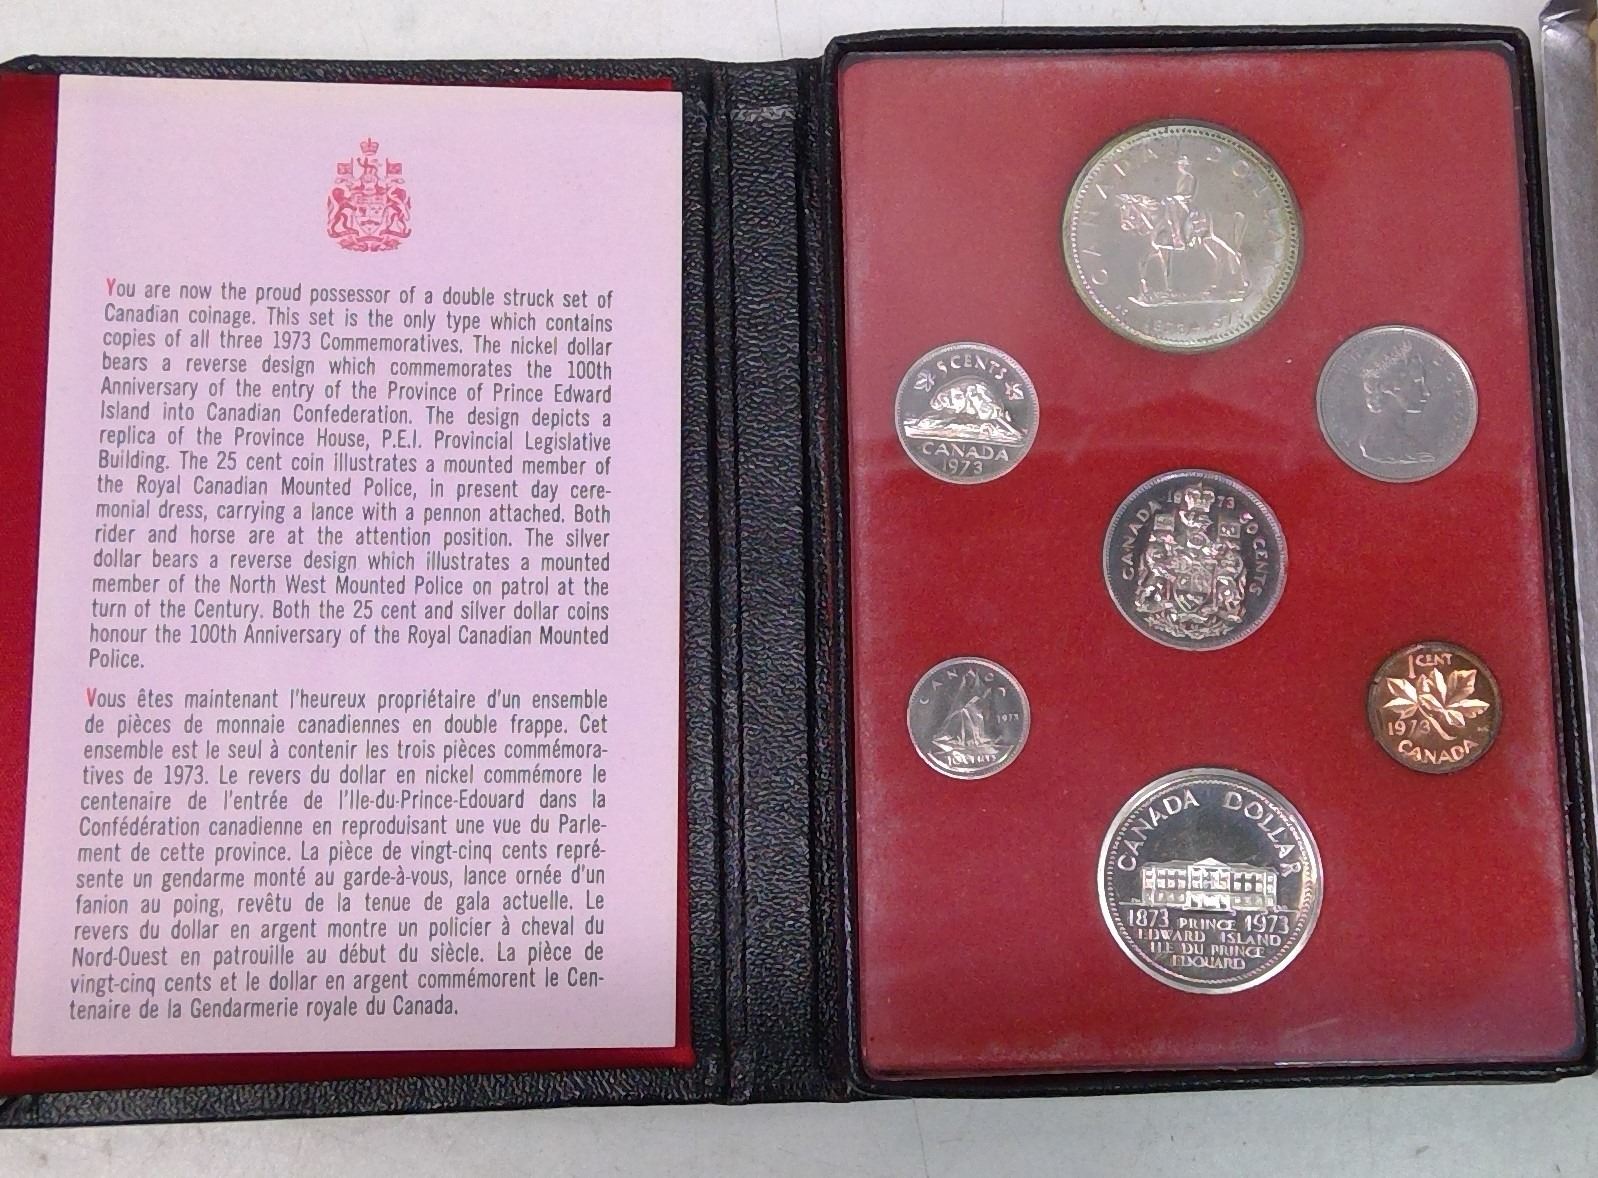 You are now the proud possessor of a double struck set of
Canadian coinage. This set is the only type which contains
copies of all three 1973 Commemoratives. The nickel dollar
bears a reverse design which commemorates the 100th
Anniversary of the entry of the Province of Prince Edward
Island into Canadian Confederation. The design depicts a
replica of the Province House, P.E.I. Provincial Legislative
Building. The 25 cent coin illustrates a mounted member of
the Royal Canadian Mounted Police, in present day cere-
monial dress, carrying a lance with a pennon attached. Both
rider and horse are at the attention position. The silver
dollar bears a reverse design which illustrates a mounted
member of the North West Mounted Police on patrol at the
turn of the Century. Both the 25 cent and silver dollar coins
honour the 100th Anniversary of the Royal Canadian Mounted
Police.
Vous êtes maintenant l'heureux propriétaire d'un ensemble
de pièces de monnaie canadiennes en double frappe. Cet
ensemble est le seul à contenir les trois pièces commémora-
tives de 1973. Le revers du dollar en nickel commémore le
centenaire de l'entrée de l'Ile-du-Prince-Edouard dans la
Confédération canadienne en reproduisant une vue du Parle-
ment de cette province. La pièce de vingt-cinq cents repré-
sente un gendarme monté au garde-à-vous, lance ornée d'un
fanion au poing, revêtu de la tenue de gala actuelle. Le
revers du dollar en argent montre un policier à cheval du
Nord-Ouest en patrouille au début du siècle. La pièce de
vingt-cinq cents et le dollar en argent commémorent le Cen-
tenaire de la Gendarmerie royale du Canada.
CANADA DOLLAR
5 CENTS
CANADA
1973
CANADA 1973 50 CENTS
CANADA
1973
10 CENTS
1 CENT
1973
CANADA
CANADA DOLLAR
1873 PRINCE 1973
EDWARD ISLAND
ILE DU PRINCE
EDOUARD